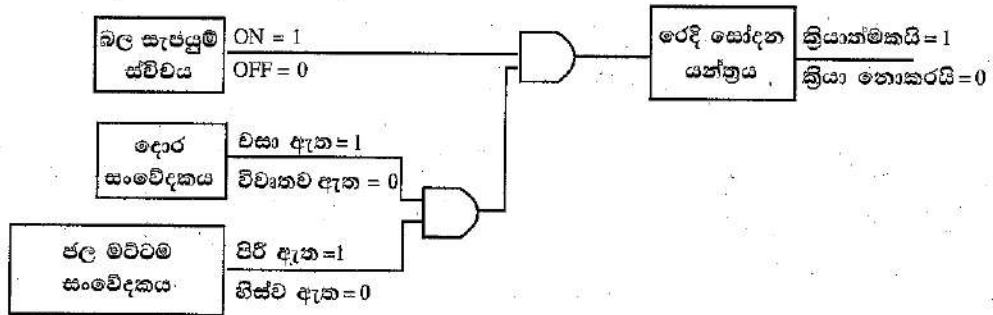 බල සැපයුම්
ස්විචය
ON = 1
OFF = 0
රෙදි සෝදන
යන්ත්‍රය
ක්‍රියාත්මකයි = 1
ක්‍රියා නොකරයි = 0
දොර
සංවේදකය
වසා ඇත = 1
විවෘතව ඇත = 0
ජල මට්ටම
සංවේදකය
පිරී ඇත =1
හිස්ව ඇත = 0